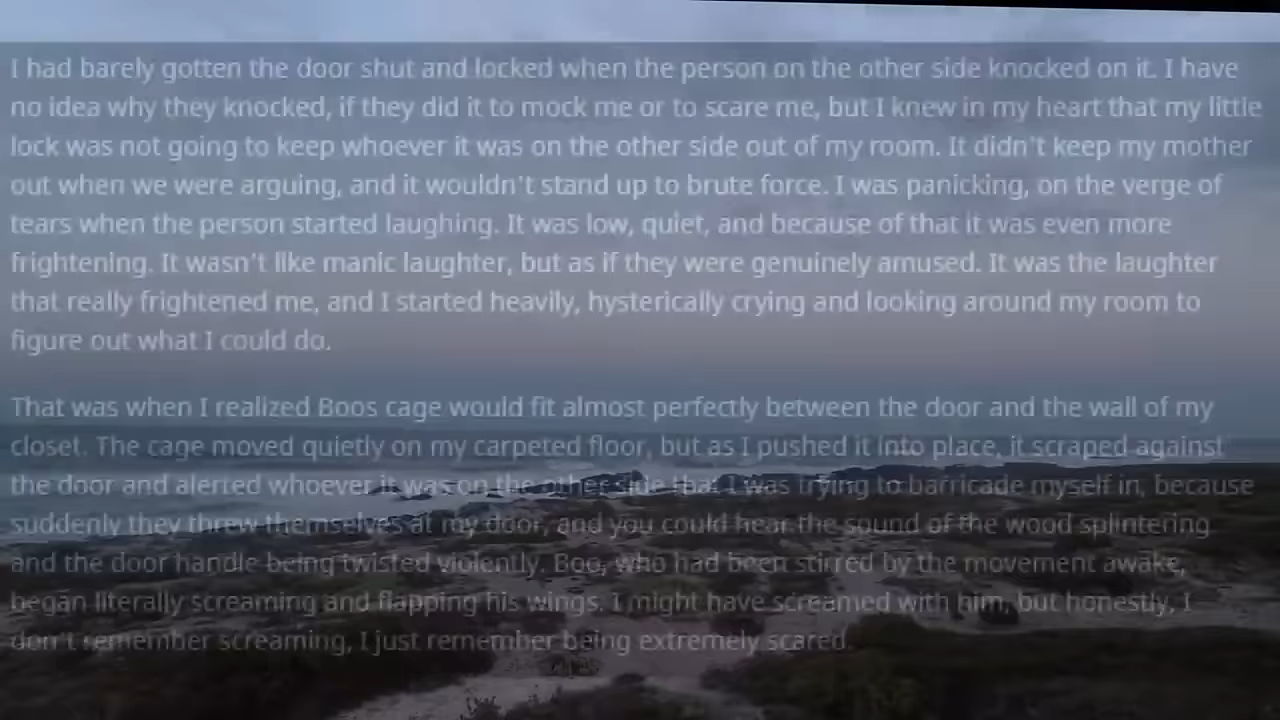 I had barely gotten the door shut and locked when the person on the other side knocked on it. I have
no idea why they knocked, if they did it to mock me or to scare me, but I knew in my heart that my little
lock was not going to keep whoever it was on the other side out of my room. It didn't keep my mother
out when we were arguing, and it wouldn't stand up to brute force. I was panicking, on the verge of
tears when the person started laughing. It was low, quiet, and because of that it was even more
frightening. It wasn't like manic laughter, but as if they were genuinely amused. It was the laughter
that really frightened me, and I started heavily, hysterically crying and looking around my room to
figure out what I could do.
That was when I realized Boos cage would fit almost perfectly between the door and the wall of my
closet. The cage moved quietly on my carpeted floor, but as I pushed it into place, it scraped against
the door and alerted whoever it was on the other side that I was trying to barricade myself in, because
suddenly they threw themselves at my door, and you could hear the sound of the wood splintering
and the door handle being twisted violently. Boo, who had been stirred by the movement awake,
began literally screaming and flapping his wings. I might have screamed with him, but honestly, I
don't remember screaming, I just remember being extremely scared.